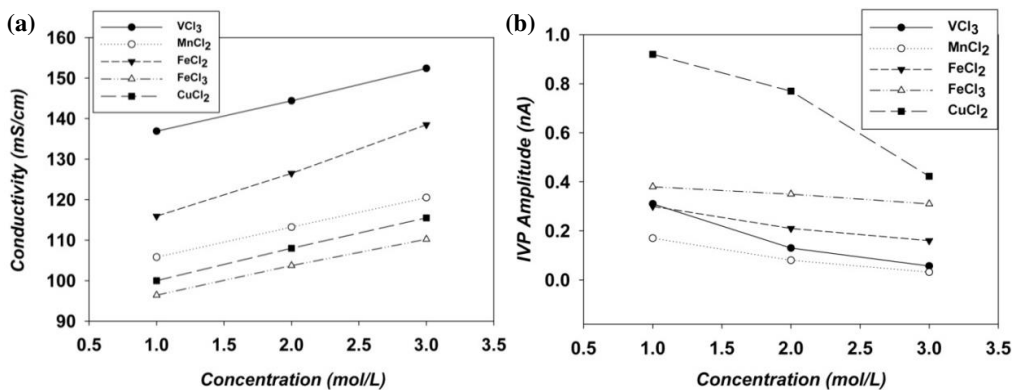 (a)
VCl3
MnCl2
FeCl2
FeCl3
CuCl2
160
150
140
130
120
110
100
90
Conductivity (mS/cm)
0.5 1.0 1.5 2.0 2.5 3.0 3.5
Concentration (mol/L)
(b)
VCl3
MnCl2
FeCl2
FeCl3
CuCl2
1.0
0.8
0.6
0.4
0.2
0.0
IVP Amplitude (nA)
0.5 1.0 1.5 2.0 2.5 3.0 3.5
Concentration (mol/L)